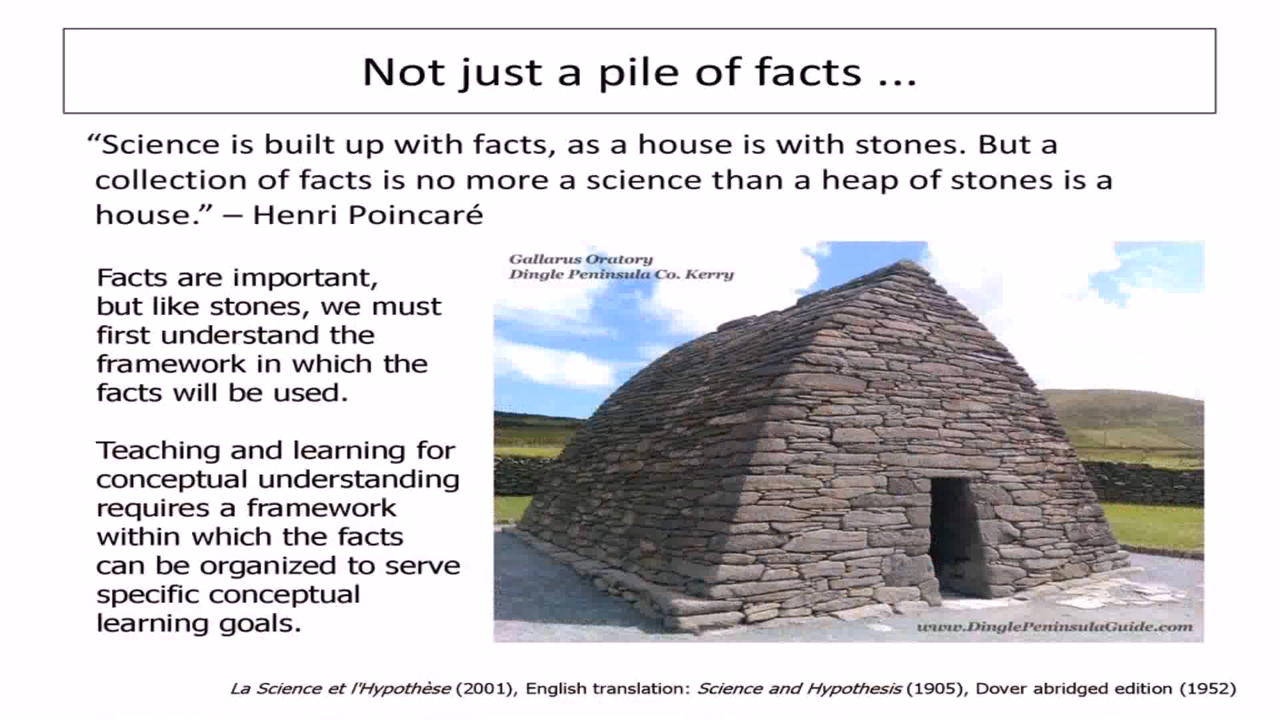 Not just a pile of facts ...
“Science is built up with facts, as a house is with stones. But a
collection of facts is no more a science than a heap of stones is a
house.” – Henri Poincaré
Facts are important,
but like stones, we must
first understand the
framework in which the
facts will be used.
Teaching and learning for
conceptual understanding
requires a framework
within which the facts
can be organized to serve
specific conceptual
learning goals.
Gallarus Oratory
Dingle Peninsula Co. Kerry
www.DinglePeninsulaGuide.com
La Science et l'Hypothèse (2001), English translation: Science and Hypothesis (1905), Dover abridged edition (1952)